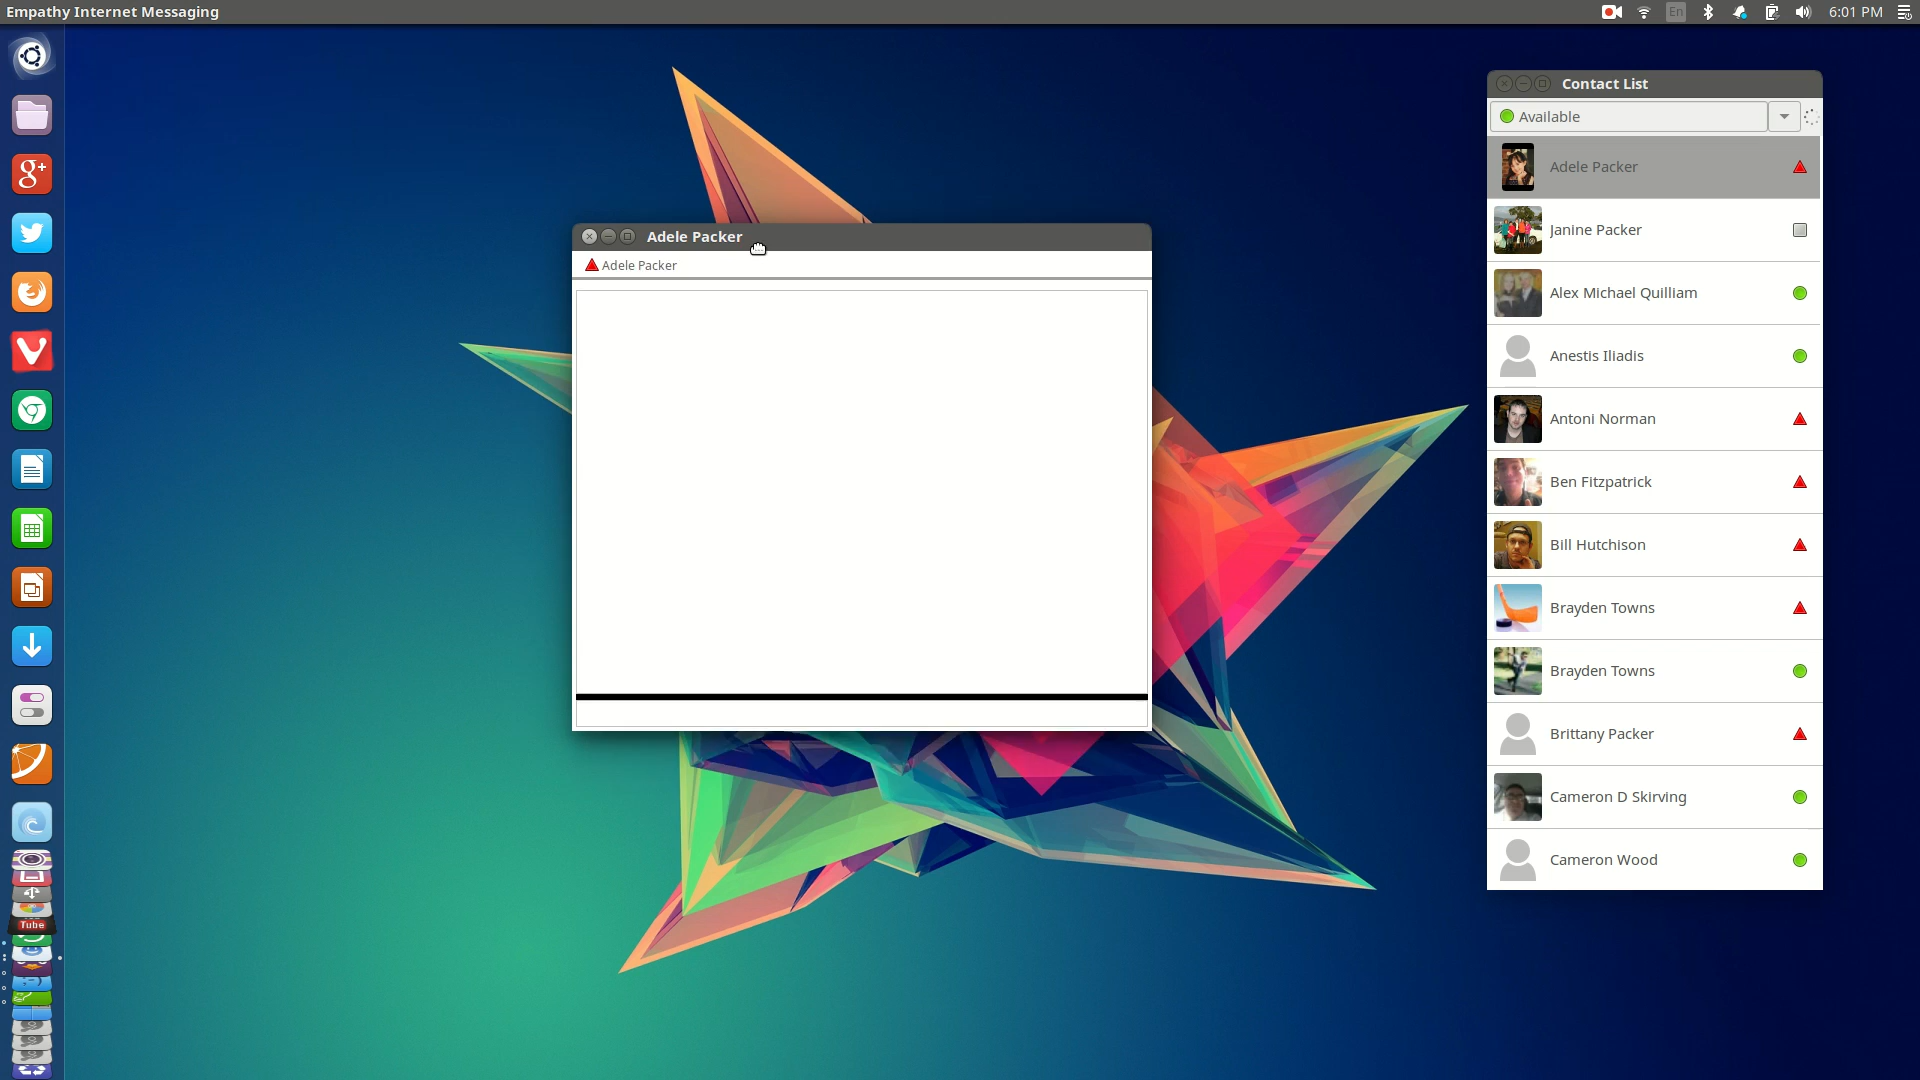 Empathy Internet Messaging
En
6:01 PM
g+
Tube
Adele Packer
Adele Packer
Contact List
Available
Adele Packer
Janine Packer
Alex Michael Quilliam
Anestis Iliadis
Antoni Norman
Ben Fitzpatrick
Bill Hutchison
Brayden Towns
Brayden Towns
Brittany Packer
Cameron D Skirving
Cameron Wood